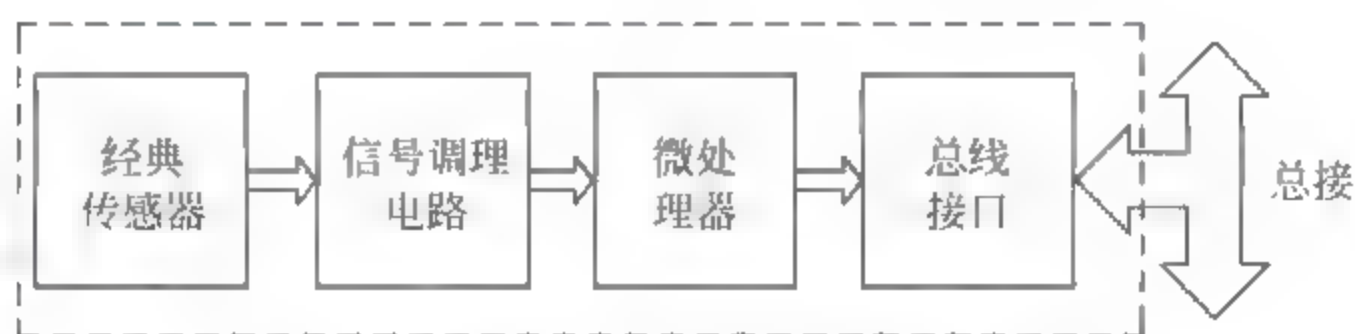 经典
传感器
信号调理
电路
微处
理器
总线
接口
总接